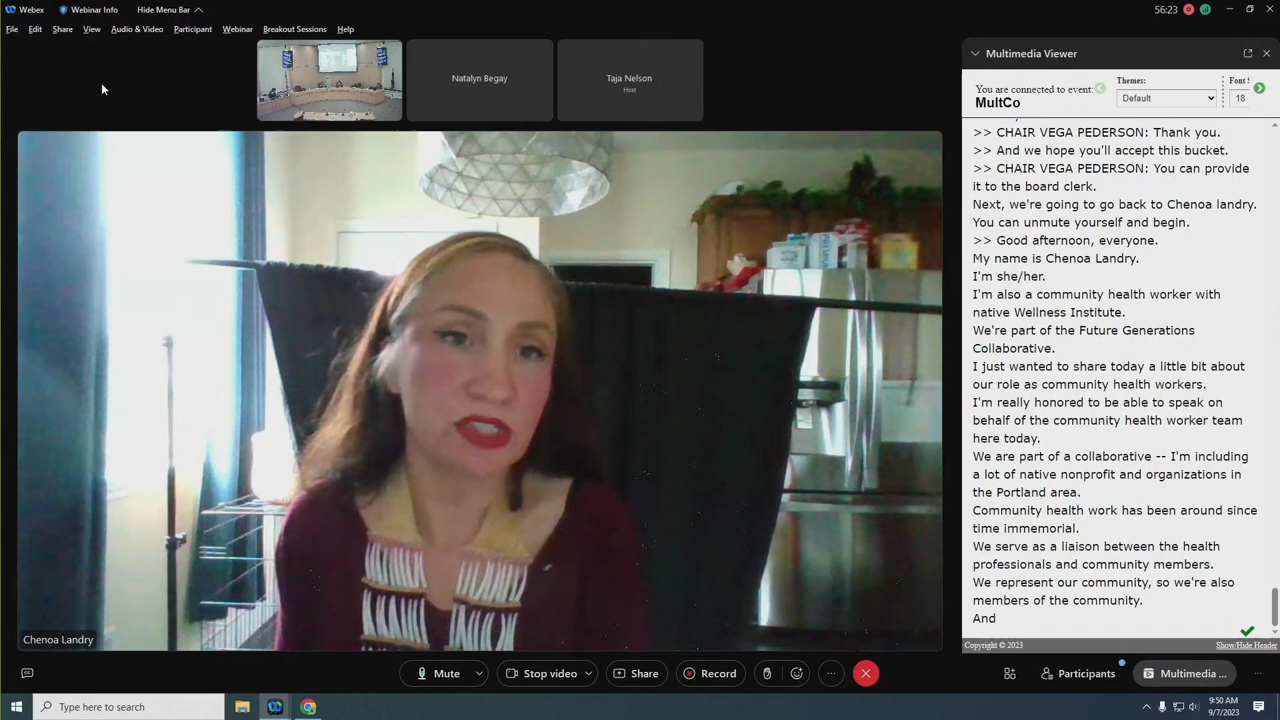 Webex
Webinar Info
Hide Menu Bar
56:23
File
Edit
Share
View
Audio & Video
Participant
Webinar
Breakout Sessions
Help
Natalyn Begay
Taja Nelson
Host
Multimedia Viewer
You are connected to event:
MultCo
Themes:
Default
Font
18
>> CHAIR VEGA PEDERSON: Thank you.
>> And we hope you'll accept this bucket.
>> CHAIR VEGA PEDERSON: You can provide
it to the board clerk.
Next, we're going to go back to Chenoa landry.
You can unmute yourself and begin.
>> Good afternoon, everyone.
My name is Chenoa Landry.
I'm she/her.
I'm also a community health worker with
native Wellness Institute.
We're part of the Future Generations
Collaborative.
I just wanted to share today a little bit about
our role as community health workers.
I'm really honored to be able to speak on
behalf of the community health worker team
here today.
We are part of a collaborative -- I'm including
a lot of native nonprofit and organizations in
the Portland area.
Community health work has been around since
time immemorial.
We serve as a liaison between the health
professionals and community members.
We represent our community, so we're also
members of the community.
And
Copyright © 2023
Show/Hide Header
Chenoa Landry
Mute
Stop video
Share
Record
Participants
Multimedia ...
Type here to search
9:50 AM
9/7/2023